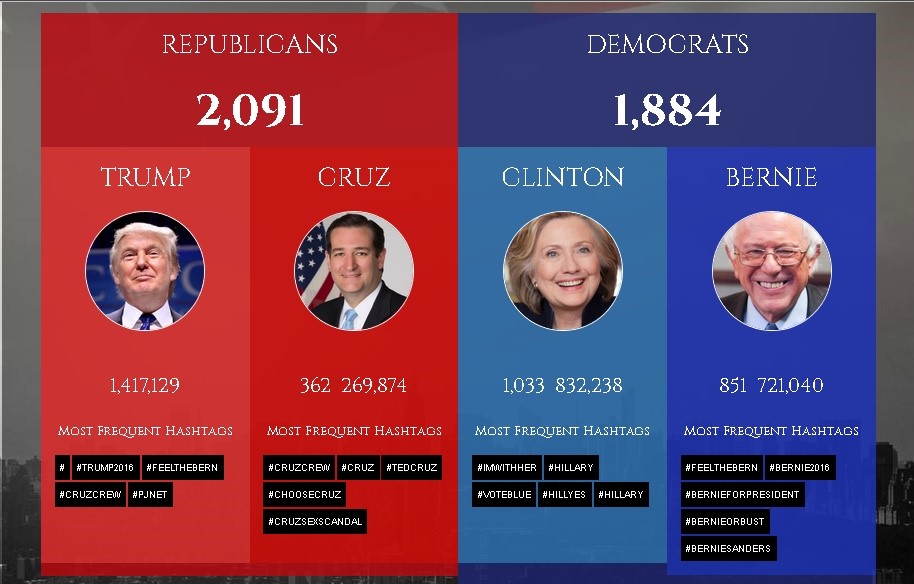 REPUBLICANS
2,091
DEMOCRATS
1,884
TRUMP
1,417,129
MOST FREQUENT HASHTAGS
# #TRUMP2016 #FEELTHEBERN
#CRUZCREW #PJNET
CRUZ
362 269,874
MOST FREQUENT HASHTAGS
#CRUZCREW #CRUZ #TEDCRUZ
#CHOOSECRUZ
#CRUZSEXSCANDAL
CLINTON
1,033 832,238
MOST FREQUENT HASHTAGS
#IMWITHHER #HILLARY
#VOTEBLUE #HILLYES #HILLARY
BERNIE
851 721,040
MOST FREQUENT HASHTAGS
#FEELTHEBERN #BERNIE2016
#BERNIEFORPRESIDENT
#BERNIEORBUST
#BERNIESANDERS